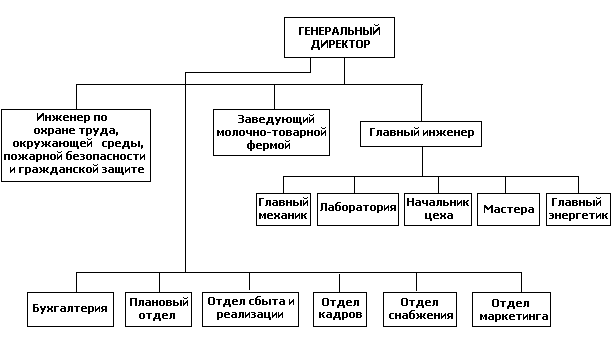 ГЕНЕРАЛЬНЫЙ
ДИРЕКТОР
Инженер по
охране труда,
окружающей среды,
пожарной безопасности
и гражданской защите
Заведующий
молочно-товарной
фермой
Главный инженер
Главный
механик
Лаборатория
Начальник
цеха
Мастера
Главный
энергетик
Бухгалтерия
Плановый
отдел
Отдел сбыта и
реализации
Отдел
кадров
Отдел
снабжения
Отдел
маркетинга